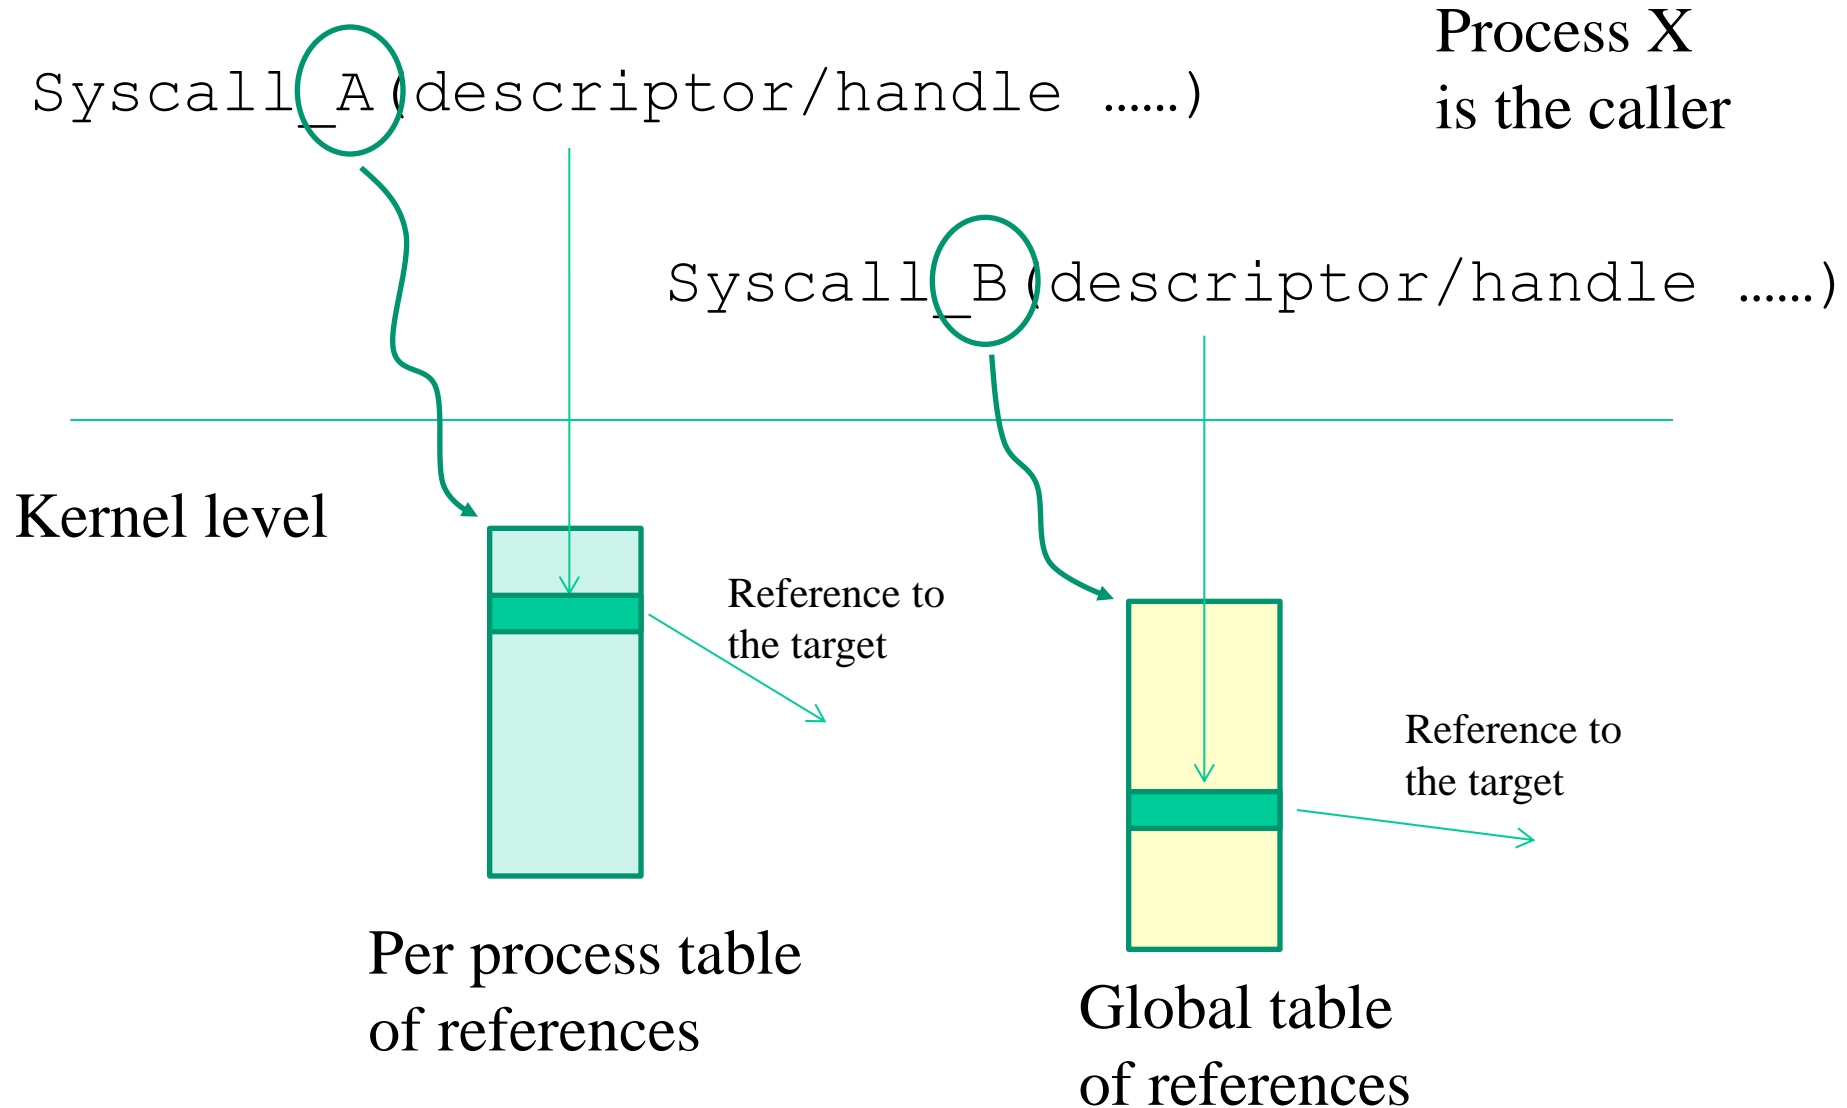 Process X
is the caller
Syscall_A(descriptor/handle ……)
Syscall_B(descriptor/handle ……)
Kernel level
Reference to
the target
Reference to
the target
Per process table
of references
Global table
of references